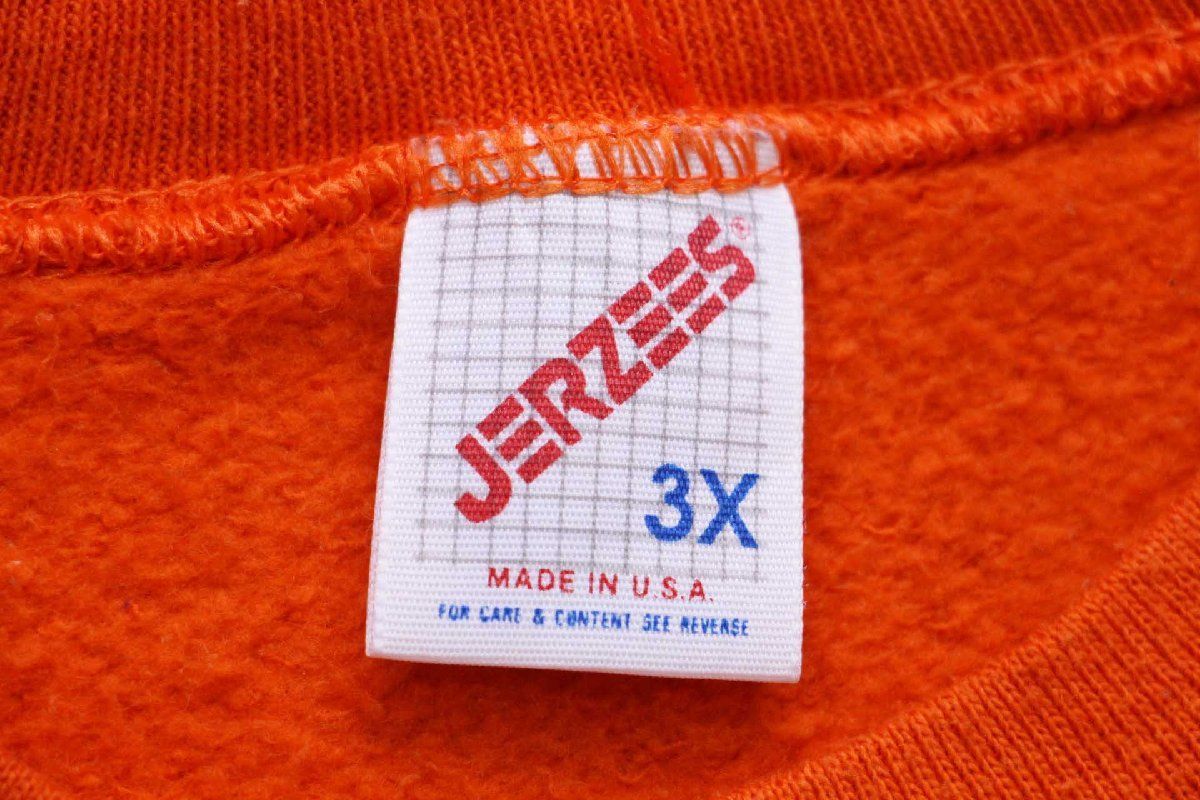 JERZEES®
3X
MADE IN U.S.A.
FOR CARE & CONTENT SEE REVERSE